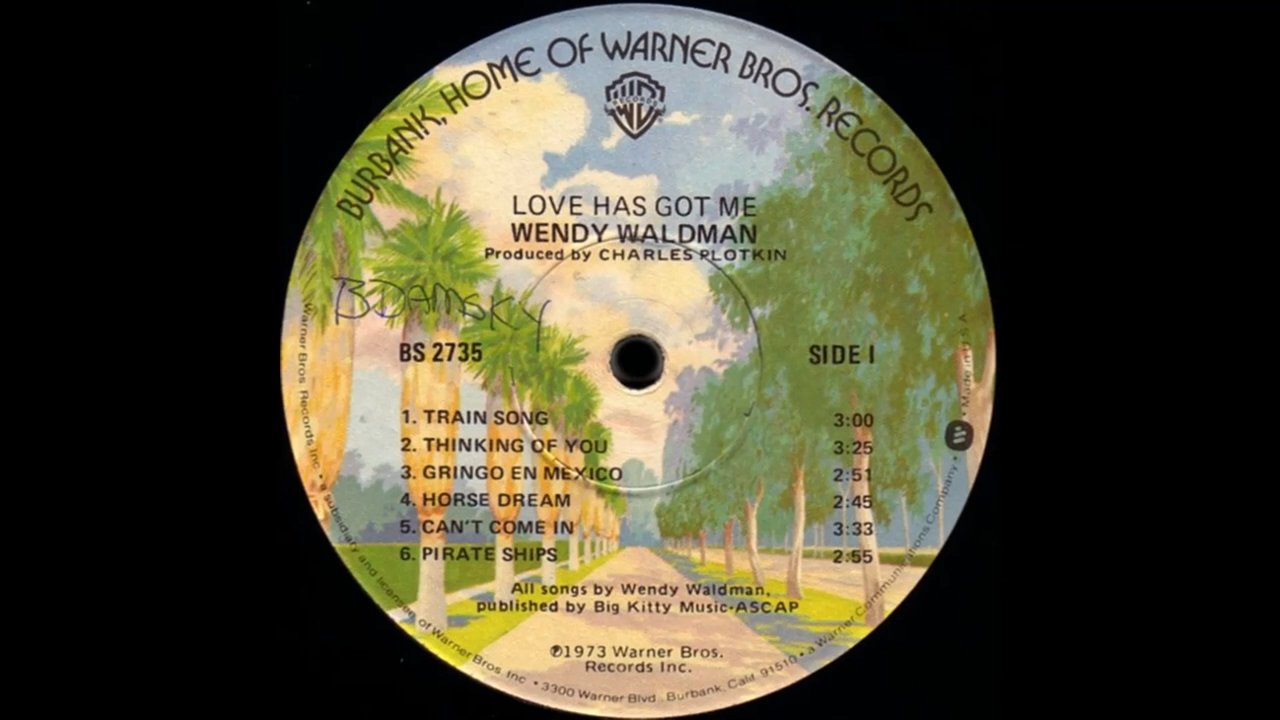 BURBANK, HOME OF WARNER BROS. RECORDS
RECORDS
LOVE HAS GOT ME
WENDY WALDMAN
Produced by CHARLES PLOTKIN
BDAMSKY
BS 2735
SIDE I
1. TRAIN SONG 3:00
2. THINKING OF YOU 3:25
3. GRINGO EN MEXICO 2:51
4. HORSE DREAM 2:45
5. CAN'T COME IN 3:33
6. PIRATE SHIPS 2:55
All songs by Wendy Waldman,
published by Big Kitty Music-ASCAP
℗1973 Warner Bros.
Records Inc.
Warner Bros Records Inc. • a subsidiary and licensee of Warner Bros Inc. • 3300 Warner Blvd. Burbank, Calif. 91510 • a Warner Communications Company • Made in U.S.A.